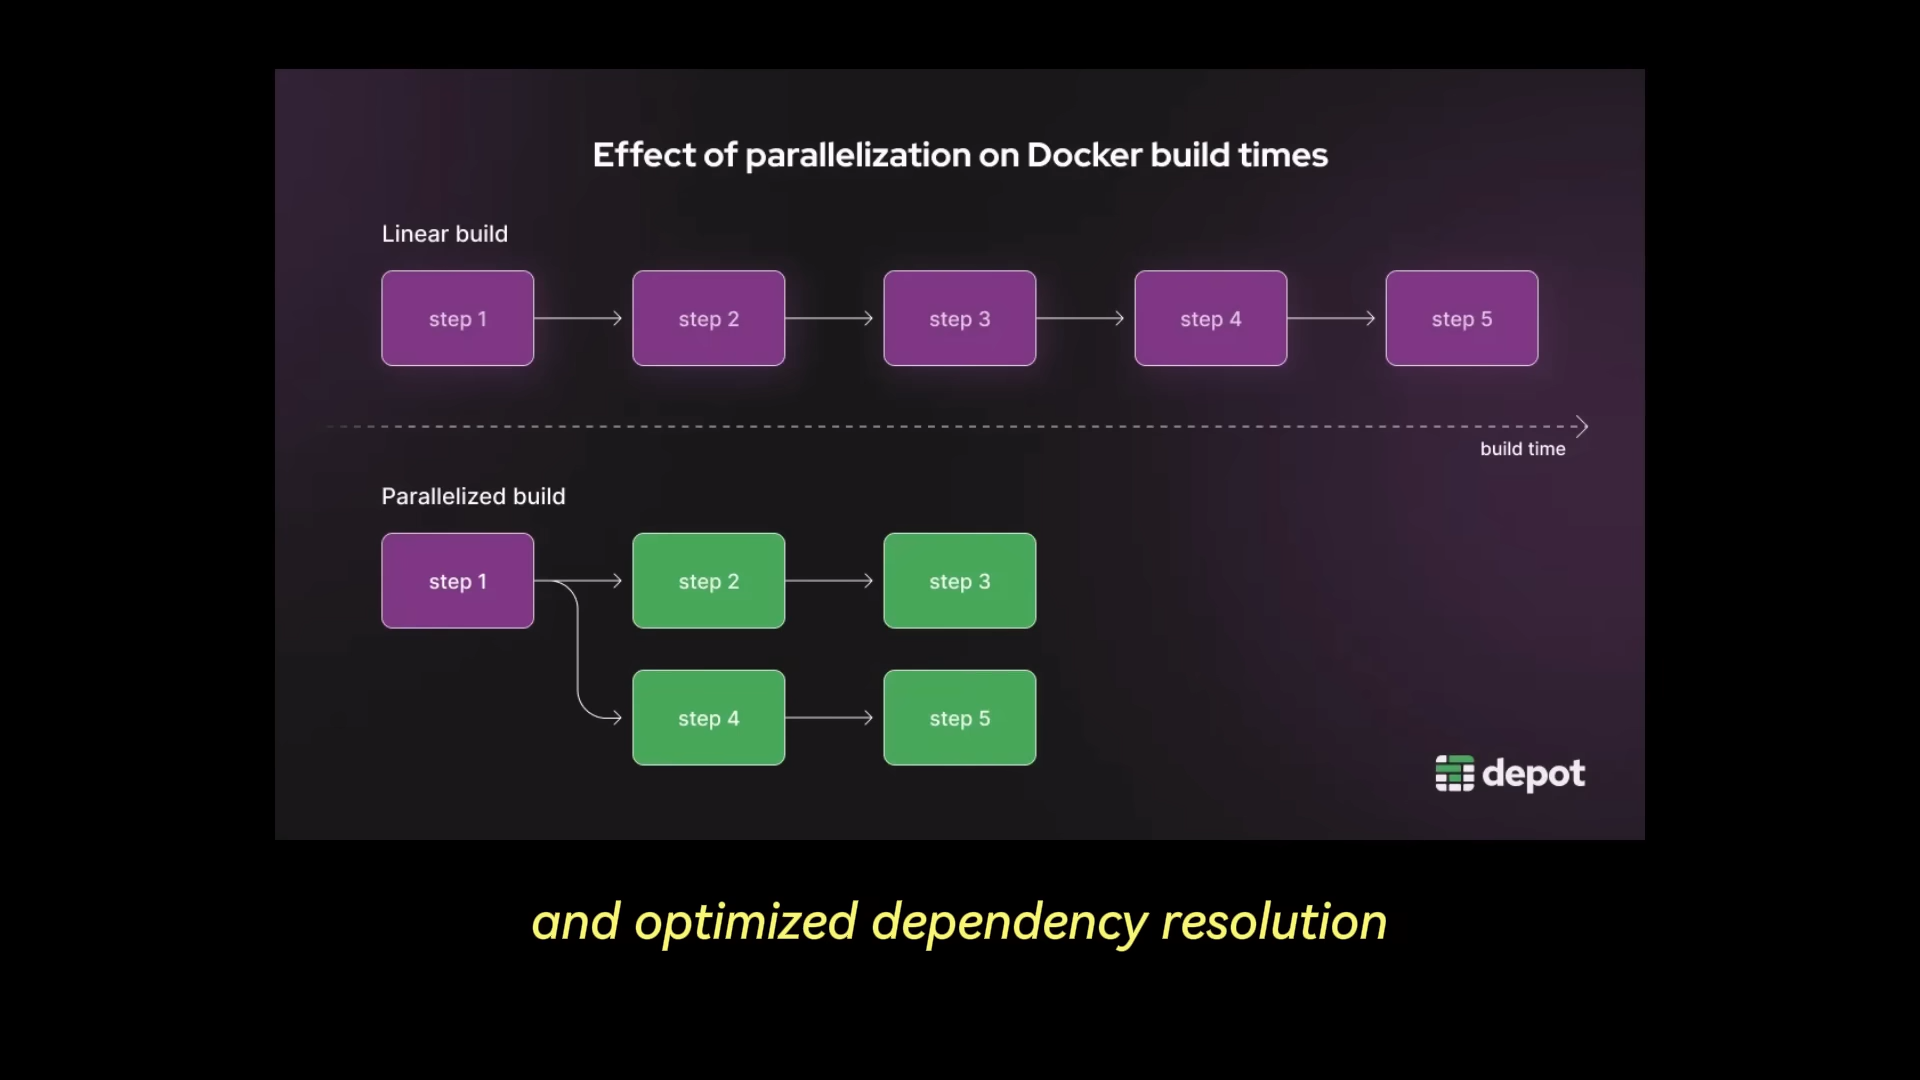 Effect of parallelization on Docker build times
Linear build
step 1
step 2
step 3
step 4
step 5
build time
Parallelized build
step 1
step 2
step 3
step 4
step 5
depot
and optimized dependency resolution